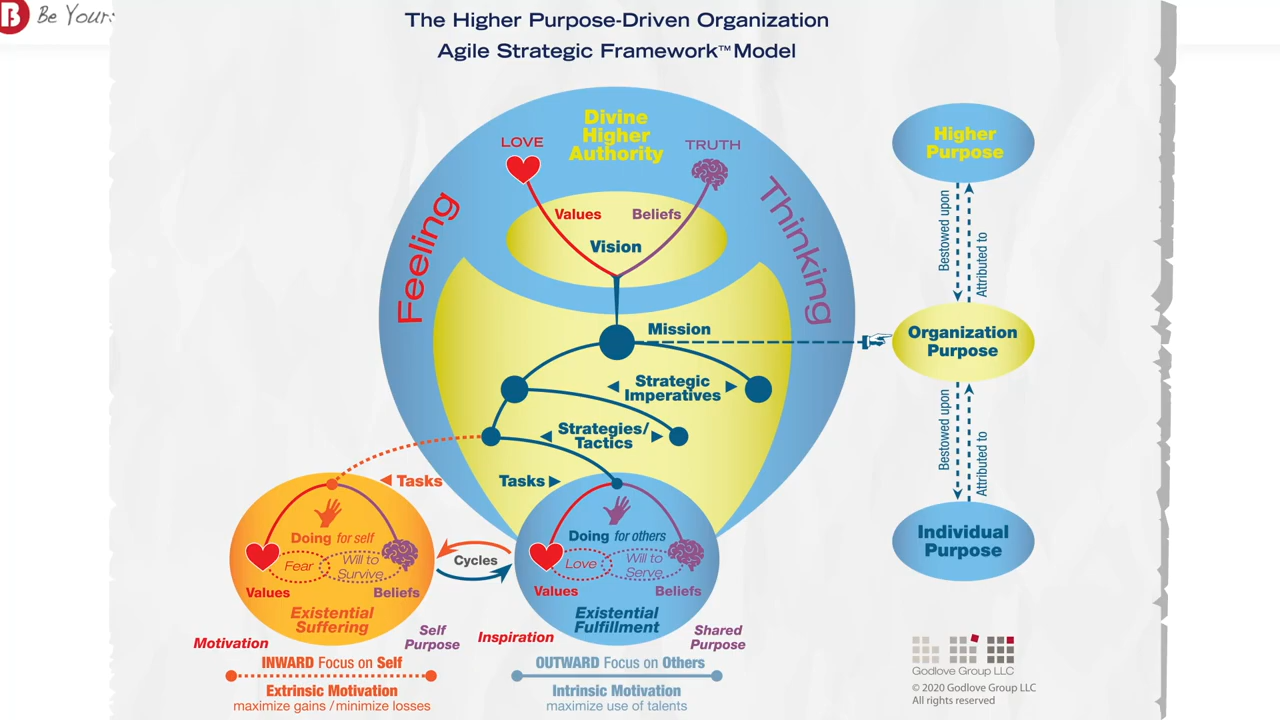 B Be Yours
The Higher Purpose-Driven Organization
Agile Strategic Framework™ Model
Divine
Higher
Authority
LOVE
TRUTH
Feeling
Thinking
Values
Beliefs
Vision
Mission
Strategic
Imperatives
Strategies/
Tactics
Tasks
Tasks
Doing for self
Fear
Will to
Survive
Values
Beliefs
Existential
Suffering
Motivation
Self
Purpose
INWARD Focus on Self
Extrinsic Motivation
maximize gains / minimize losses
Cycles
Doing for others
Love
Will to
Serve
Values
Beliefs
Existential
Fulfillment
Inspiration
Shared
Purpose
OUTWARD Focus on Others
Intrinsic Motivation
maximize use of talents
Higher
Purpose
Bestowed upon
Attributed to
Organization
Purpose
Bestowed upon
Attributed to
Individual
Purpose
Godlove Group LLC
© 2020 Godlove Group LLC
All rights reserved